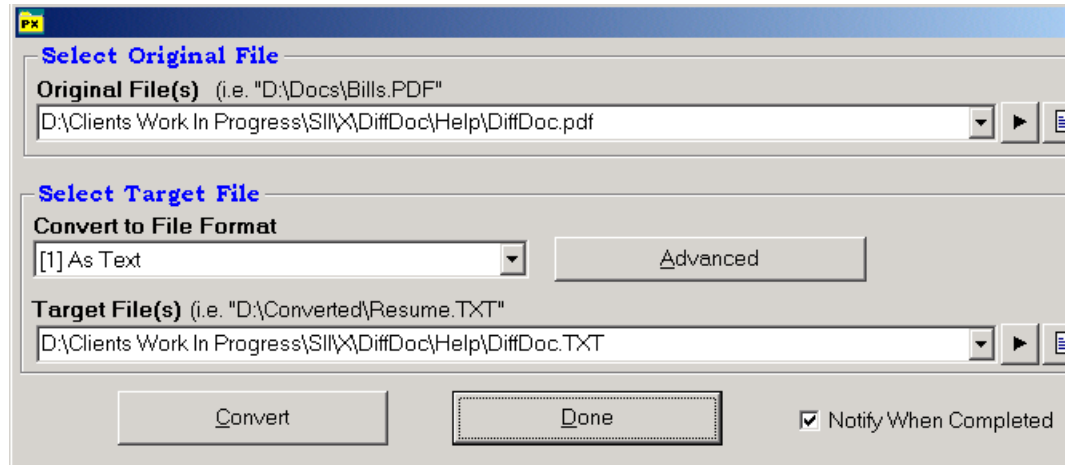 PX
Select Original File
Original File(s) (i.e. "D:\Docs\Bills.PDF"
D:\Clients Work In Progress\SII\X\DiffDoc\Help\DiffDoc.pdf
Select Target File
Convert to File Format
[1] As Text
Advanced
Target File(s) (i.e. "D:\Converted\Resume.TXT"
D:\Clients Work In Progress\SII\X\DiffDoc\Help\DiffDoc.TXT
Convert Done Notify When Completed